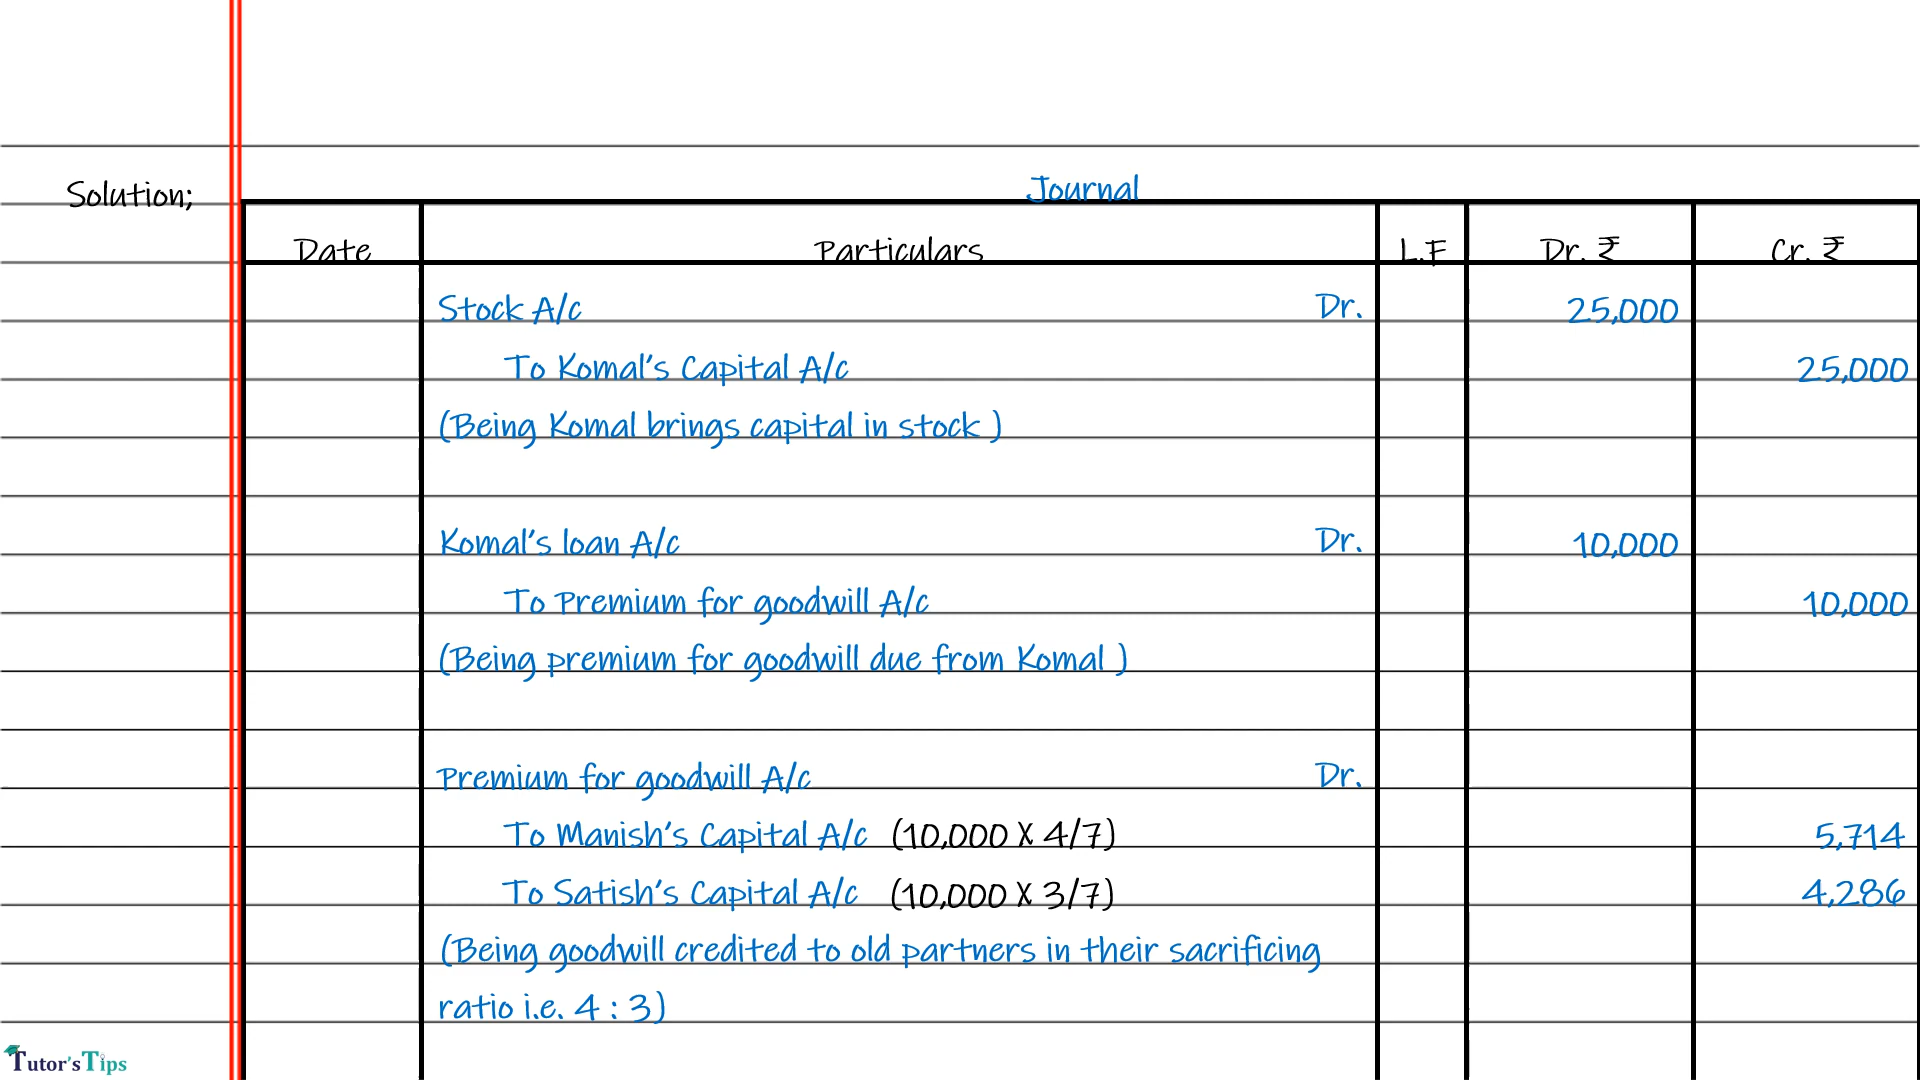 Solution;
Journal
Date Particulars L.F Dr. ₹ Cr. ₹
Stock A/c Dr. 25,000
To Komal's Capital A/c 25,000
(Being Komal brings capital in stock )
Komal's loan A/c Dr. 10,000
To Premium for goodwill A/c 10,000
(Being premium for goodwill due from Komal )
Premium for goodwill A/c Dr.
To Manish's Capital A/c (10,000 X 4/7) 5,714
To Satish's Capital A/c (10,000 X 3/7) 4,286
(Being goodwill credited to old partners in their sacrificing
ratio i.e. 4 : 3)
Tutor'sTips